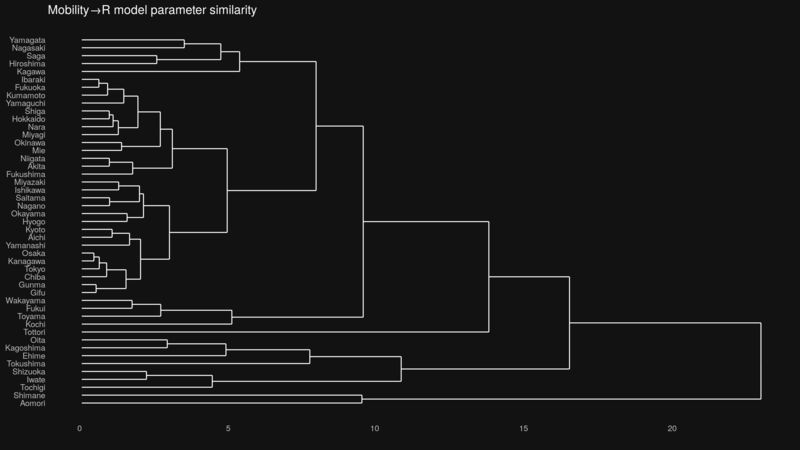 Mobility→R model parameter similarity
Yamagata
Nagasaki
Saga
Hiroshima
Kagawa
Ibaraki
Fukuoka
Kumamoto
Yamaguchi
Shiga
Hokkaido
Nara
Miyagi
Okinawa
Mie
Niigata
Akita
Fukushima
Miyazaki
Ishikawa
Saitama
Nagano
Okayama
Hyogo
Kyoto
Aichi
Yamanashi
Osaka
Kanagawa
Tokyo
Chiba
Gunma
Gifu
Wakayama
Fukui
Toyama
Kochi
Tottori
Oita
Kagoshima
Ehime
Tokushima
Shizuoka
Iwate
Tochigi
Shimane
Aomori
0 5 10 15 20